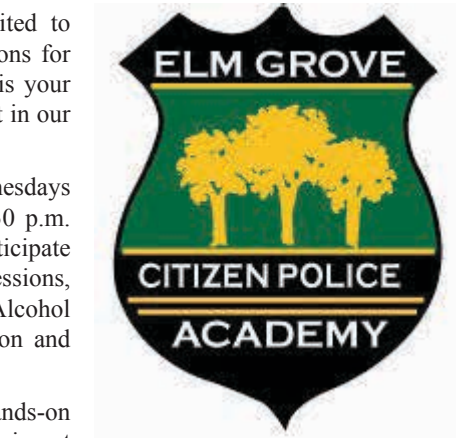 ited to
ons for
is your
t in our
nesdays
0 p.m.
ticipate
essions,
Alcohol
on and
ands-on
ELM GROVE
CITIZEN POLICE
ACADEMY